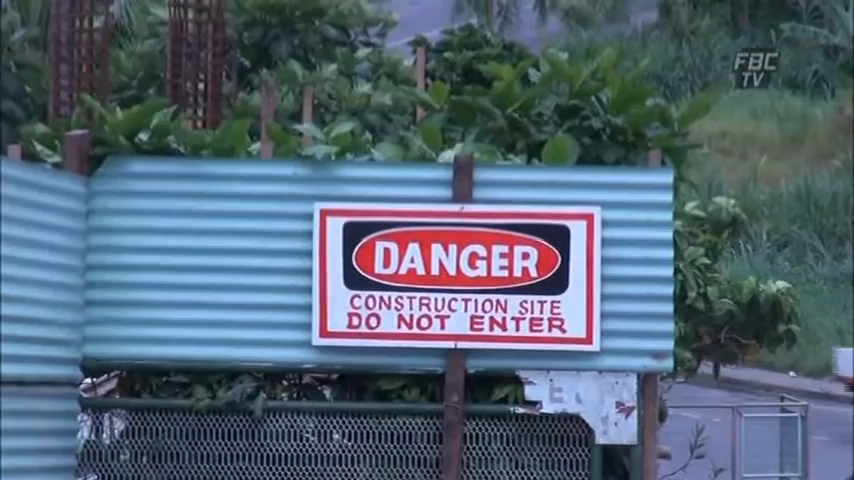 FBC
TV
DANGER
CONSTRUCTION SITE
DO NOT ENTER